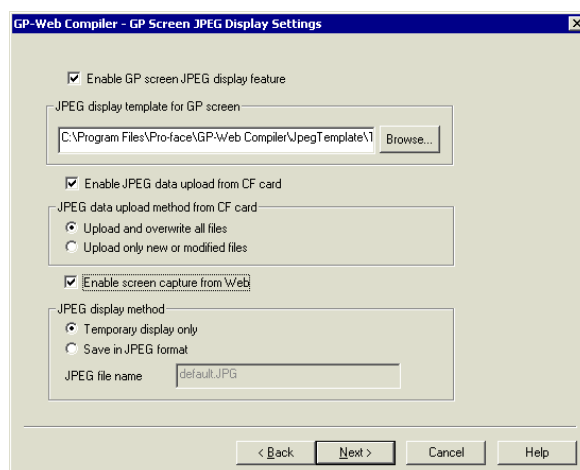 GP-Web Compiler - GP Screen JPEG Display Settings
Enable GP screen JPEG display feature
JPEG display template for GP screen
C:\Program Files\Pro-face\GP-Web Compiler\JpegTemplate\T
Browse...
Enable JPEG data upload from CF card
JPEG data upload method from CF card
Upload and overwrite all files
Upload only new or modified files
Enable screen capture from Web
JPEG display method
Temporary display only
Save in JPEG format
JPEG file name
default.JPG
< Back
Next >
Cancel
Help